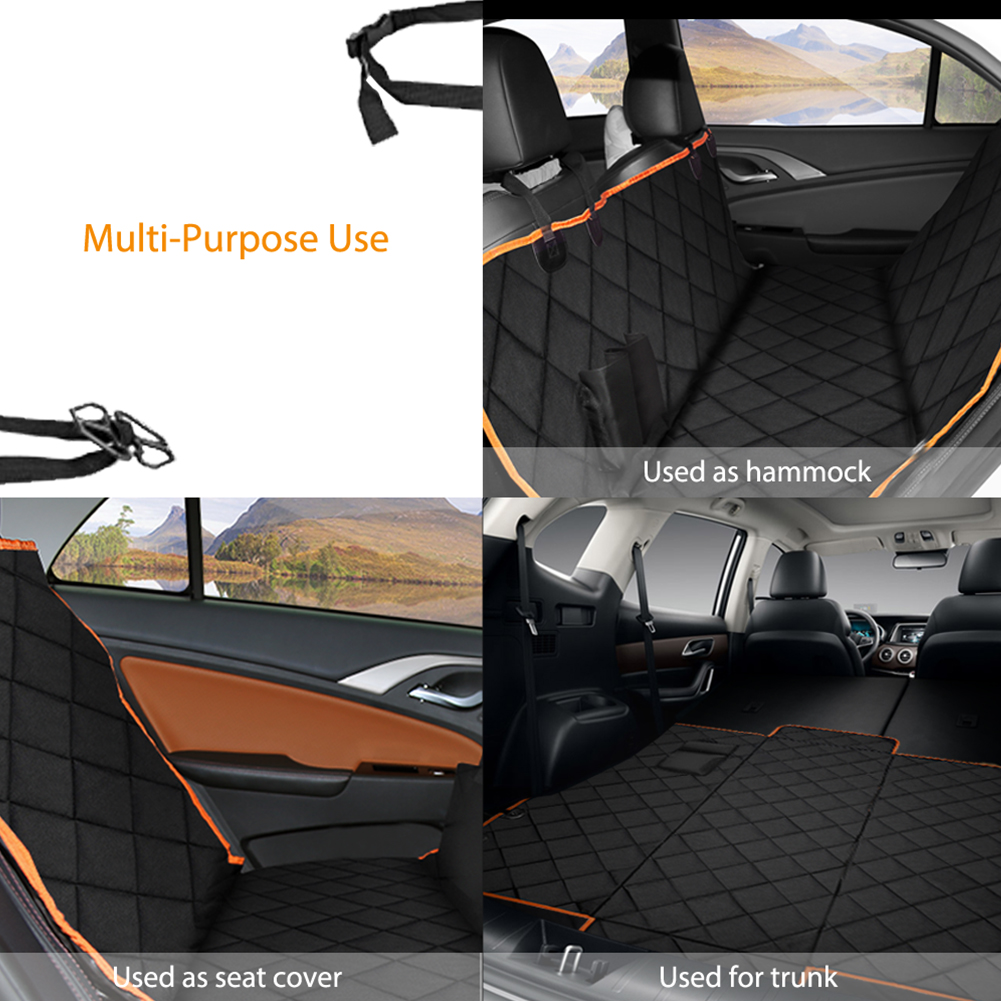 Multi-Purpose Use
Used as hammock
Used as seat cover
Used for trunk